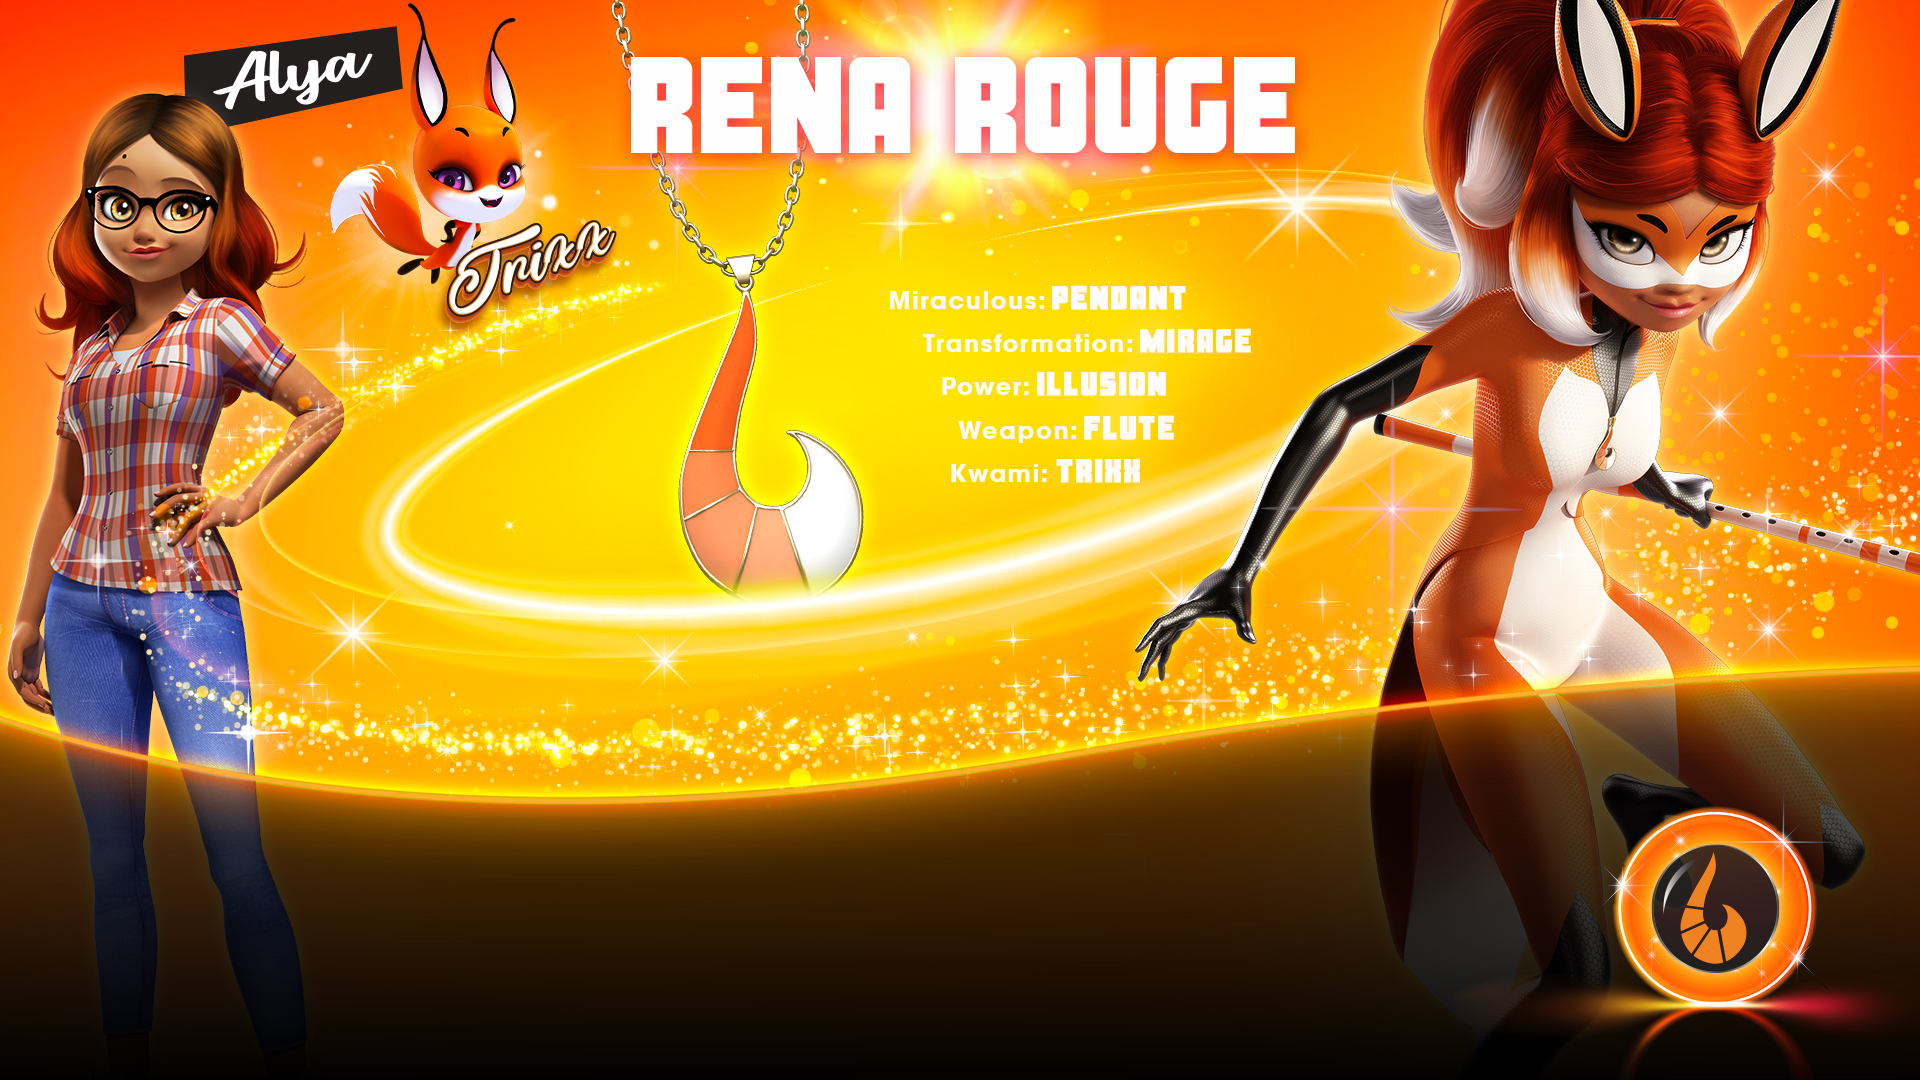 Alya
Trixx
RENA ROUGE
Miraculous: PENDANT
Transformation: MIRAGE
Power: ILLUSION
Weapon: FLUTE
Kwami: TRIXX